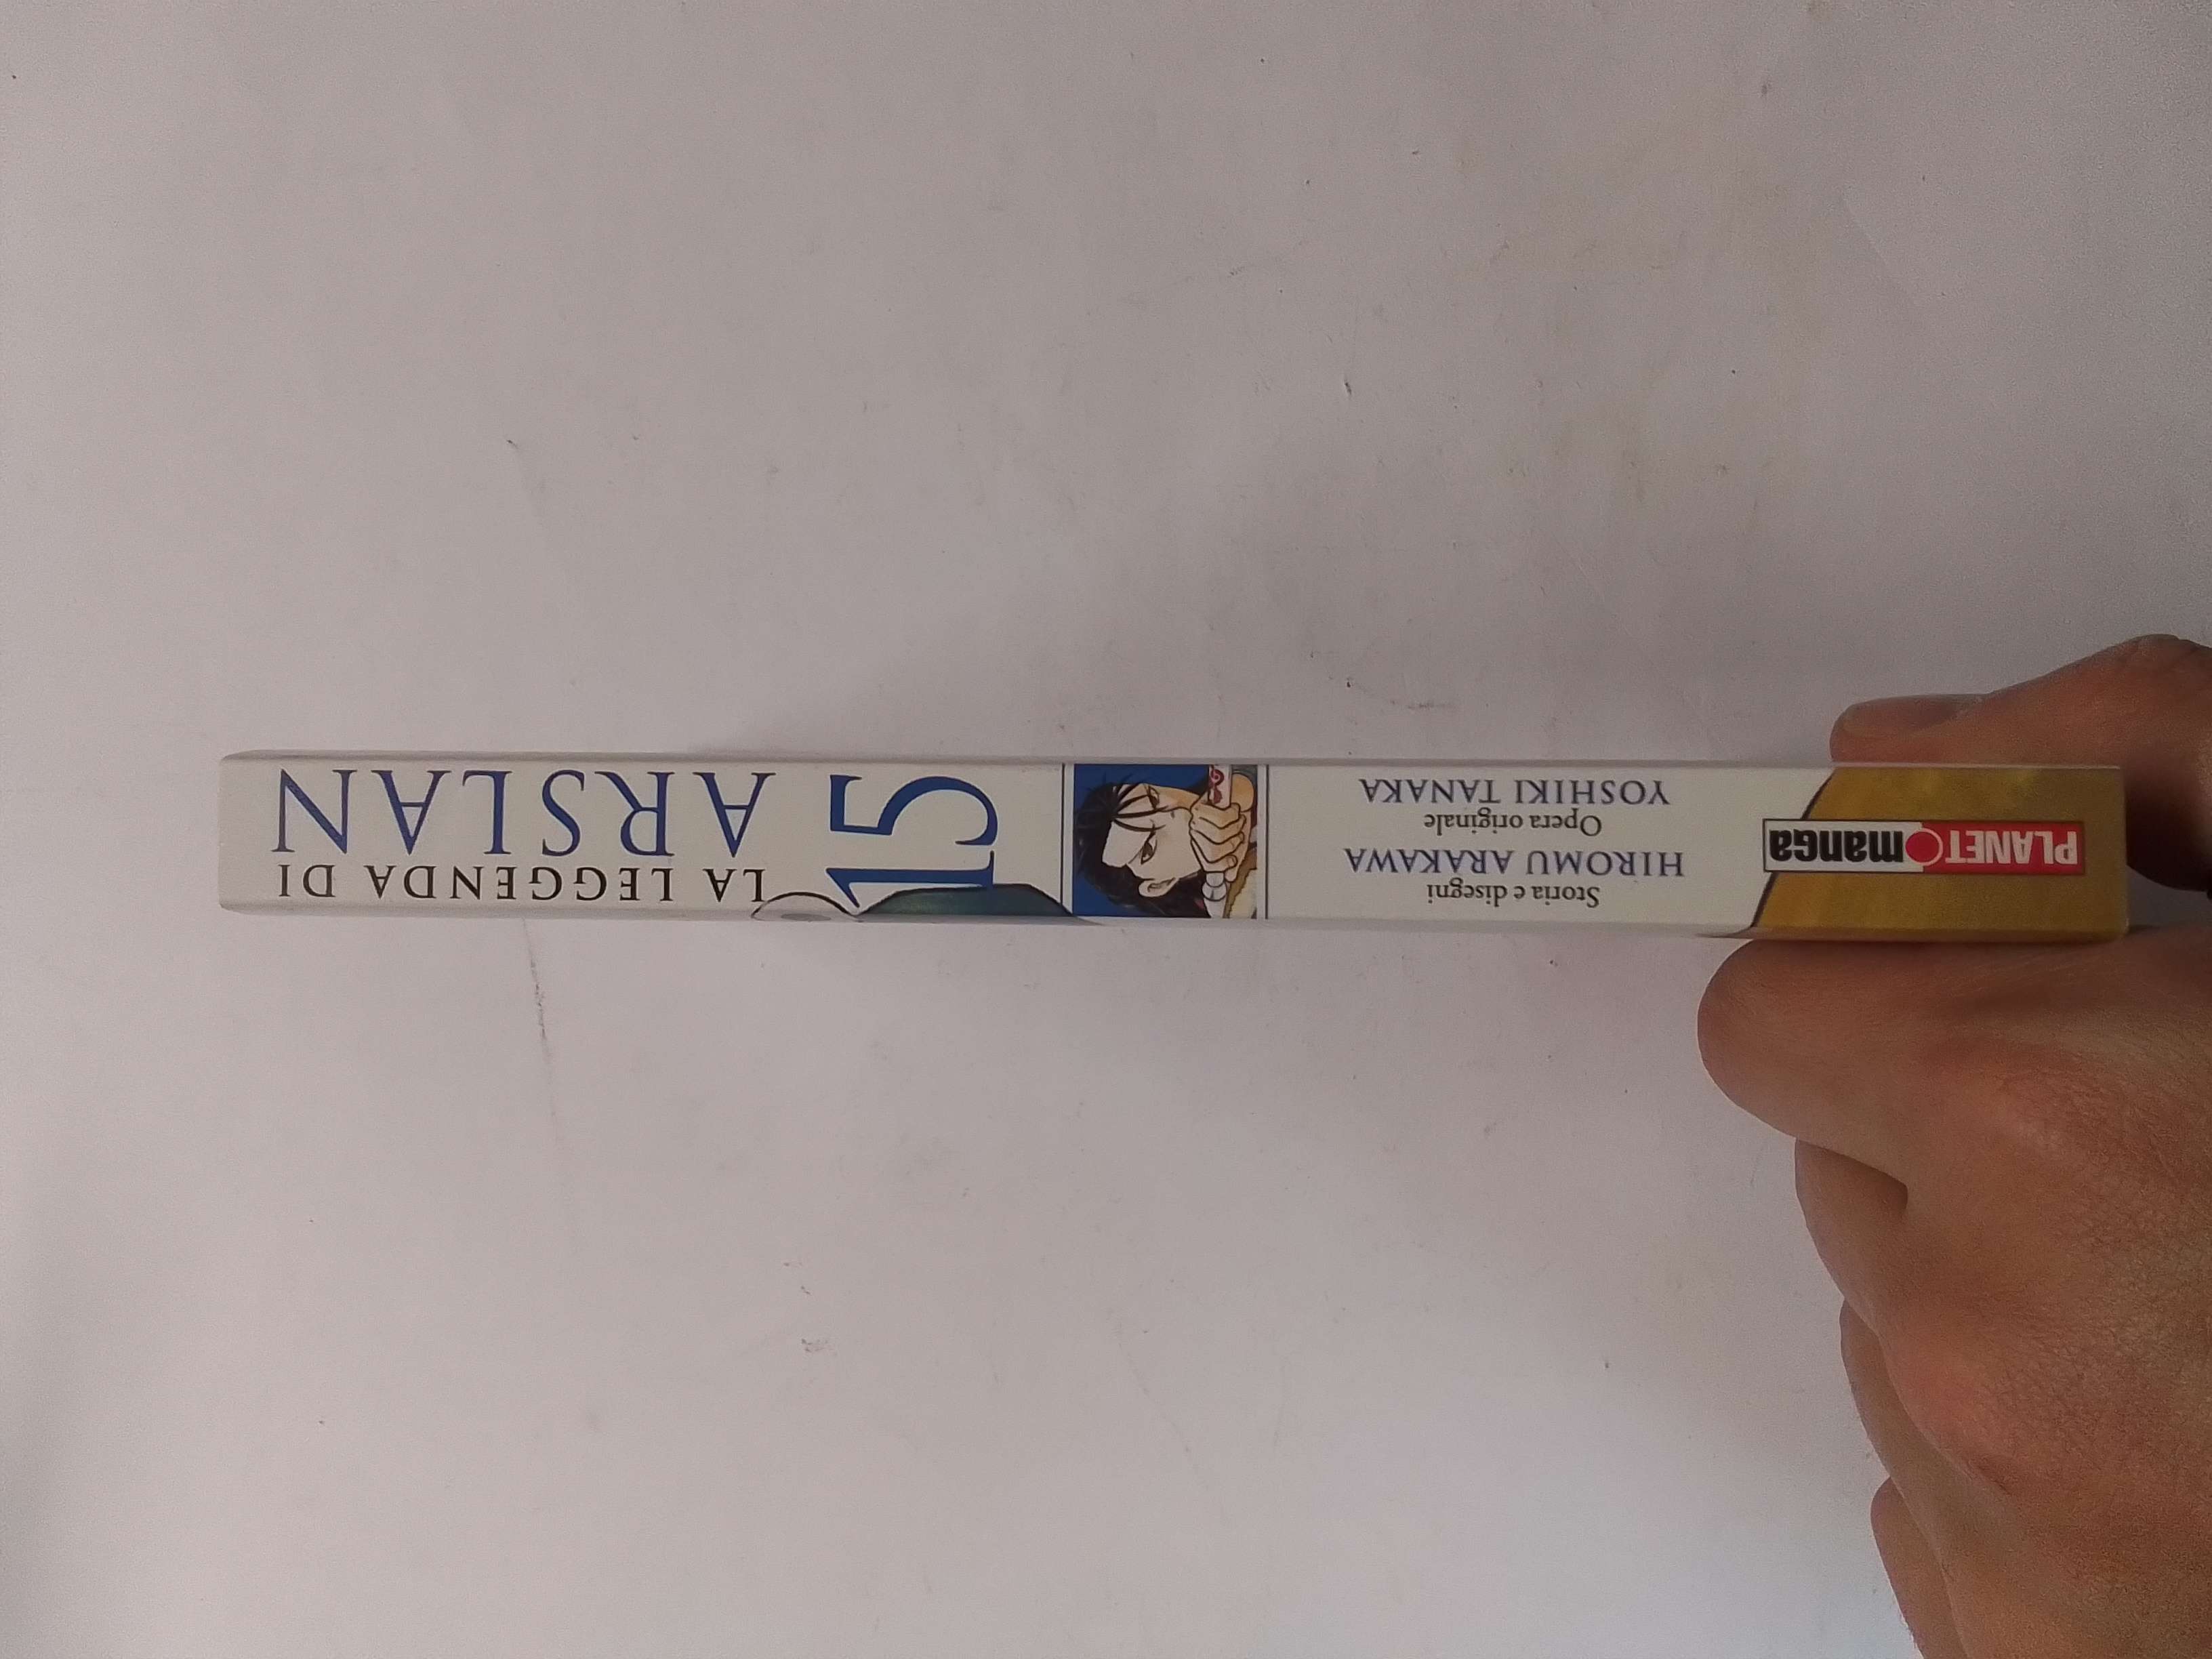 LA LEGGENDA DI
ARSLAN
15
Storia e disegni
HIROMU ARAKAWA
Opera originale
YOSHIKI TANAKA
PLANET manga